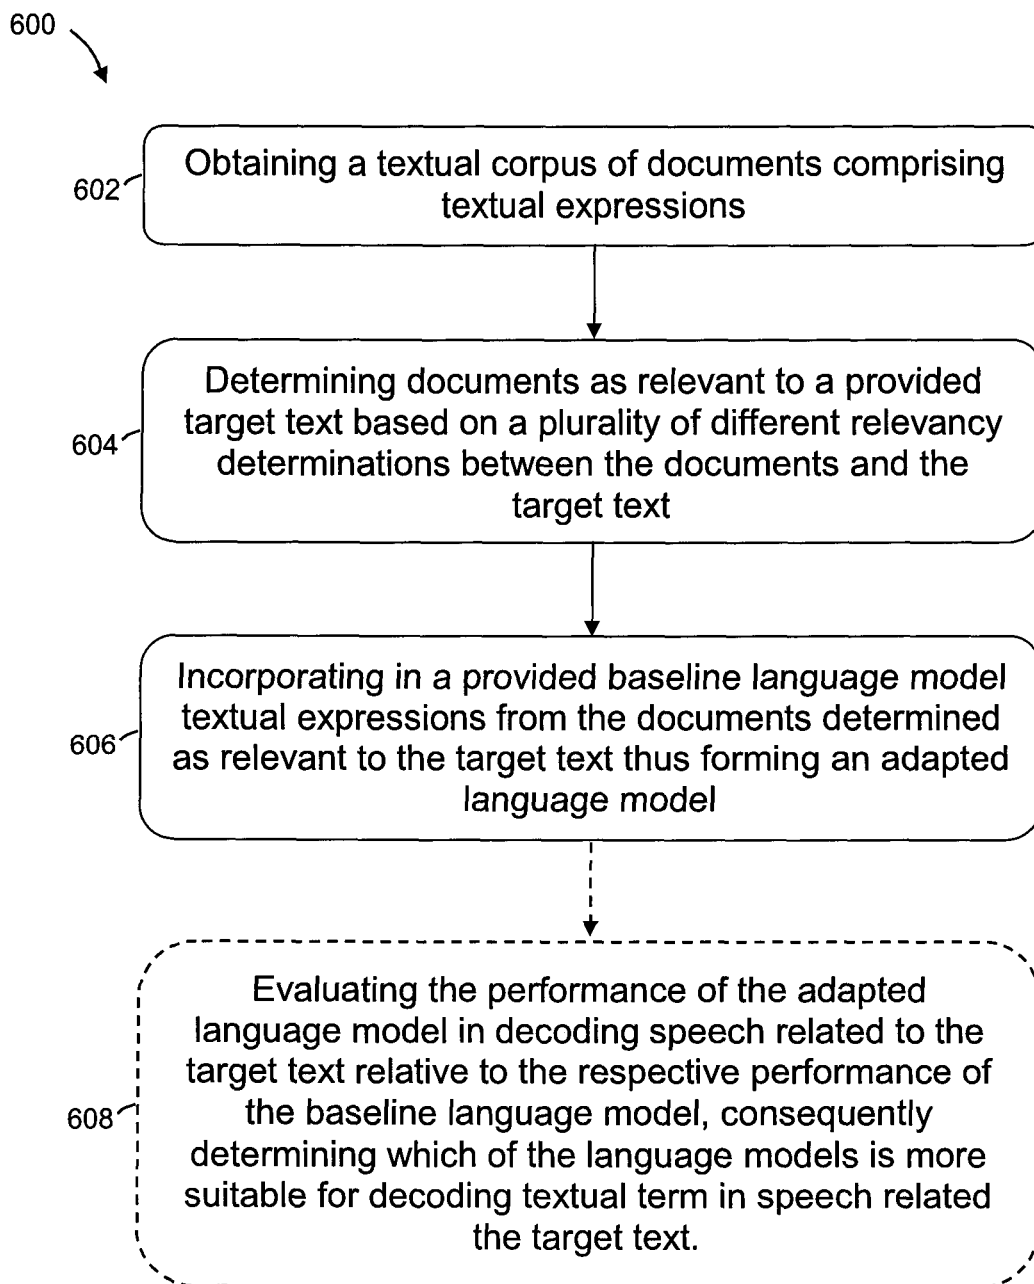 600
602
Obtaining a textual corpus of documents comprising
textual expressions
604
Determining documents as relevant to a provided
target text based on a plurality of different relevancy
determinations between the documents and the
target text
606
Incorporating in a provided baseline language model
textual expressions from the documents determined
as relevant to the target text thus forming an adapted
language model
608
Evaluating the performance of the adapted
language model in decoding speech related to the
target text relative to the respective performance of
the baseline language model, consequently
determining which of the language models is more
suitable for decoding textual term in speech related
the target text.